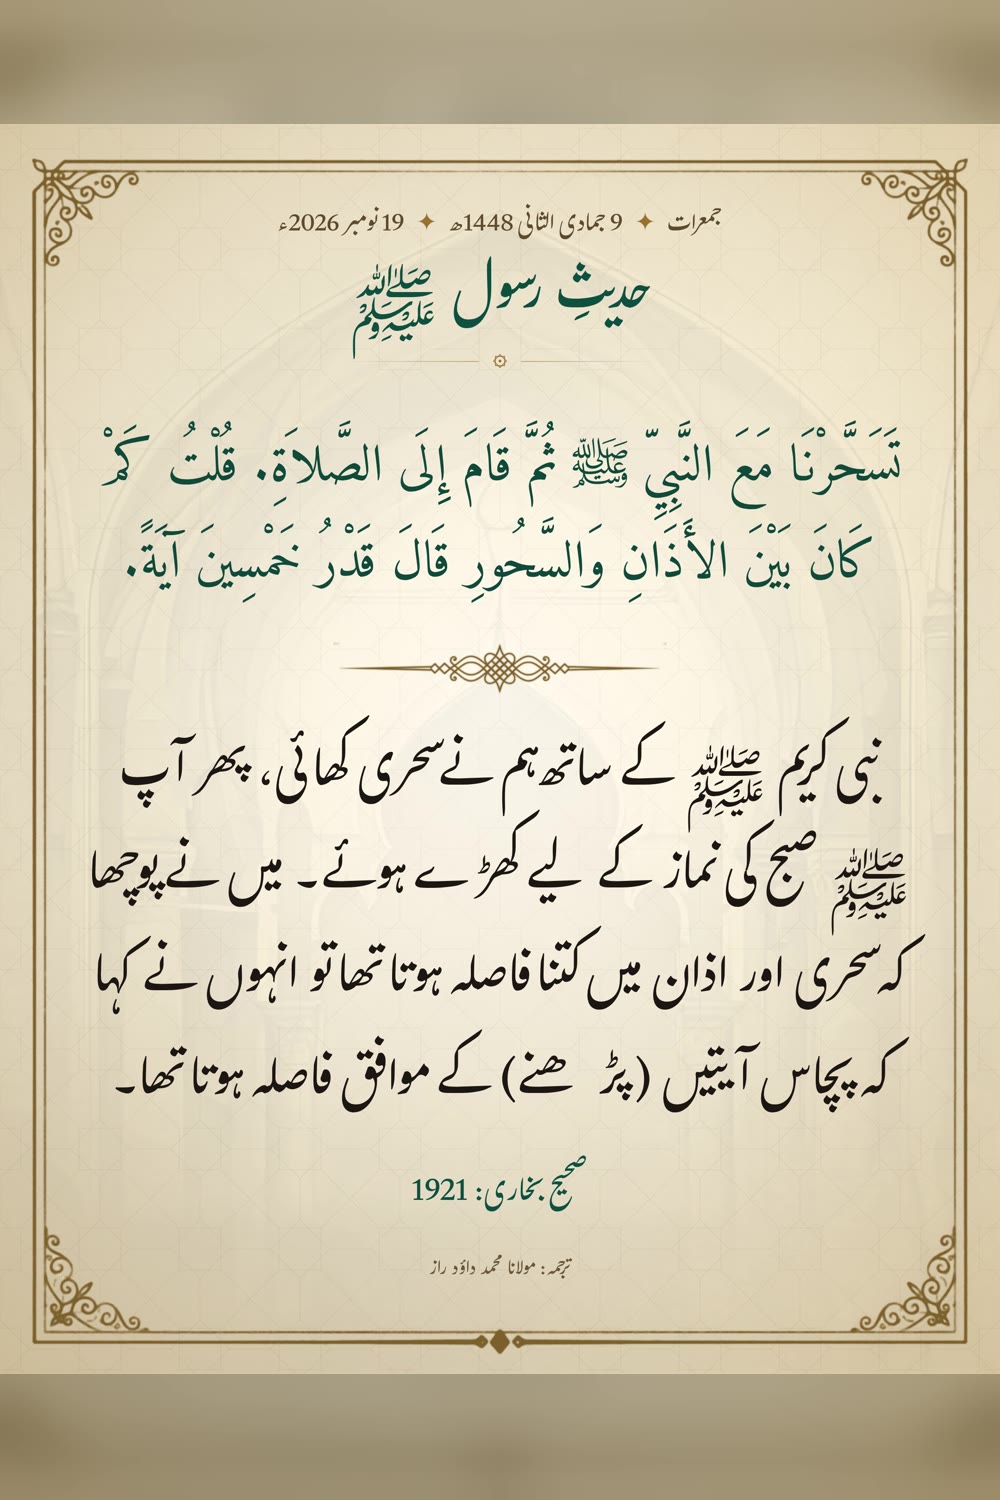 جمعرات ✦ 9 جمادی الثانی 1448ھ ✦ 19 نومبر 2026ء
حدیثِ رسول ﷺ
تَسَحَّرْنَا مَعَ النَّبِيِّ ﷺ ثُمَّ قَامَ إِلَى الصَّلاَةِ. قُلْتُ كَمْ
كَانَ بَيْنَ الأَذَانِ وَالسَّحُورِ قَالَ قَدْرُ خَمْسِينَ آيَةً.
نبی کریم ﷺ کے ساتھ ہم نے سحری کھائی، پھر آپ
ﷺ صبح کی نماز کے لیے کھڑے ہوئے۔ میں نے پوچھا
کہ سحری اور اذان میں کتنا فاصلہ ہوتا تھا تو انہوں نے کہا
کہ پچاس آیتیں (پڑھنے) کے موافق فاصلہ ہوتا تھا۔
صحیح بخاری: 1921
ترجمہ: مولانا محمد داؤد راز